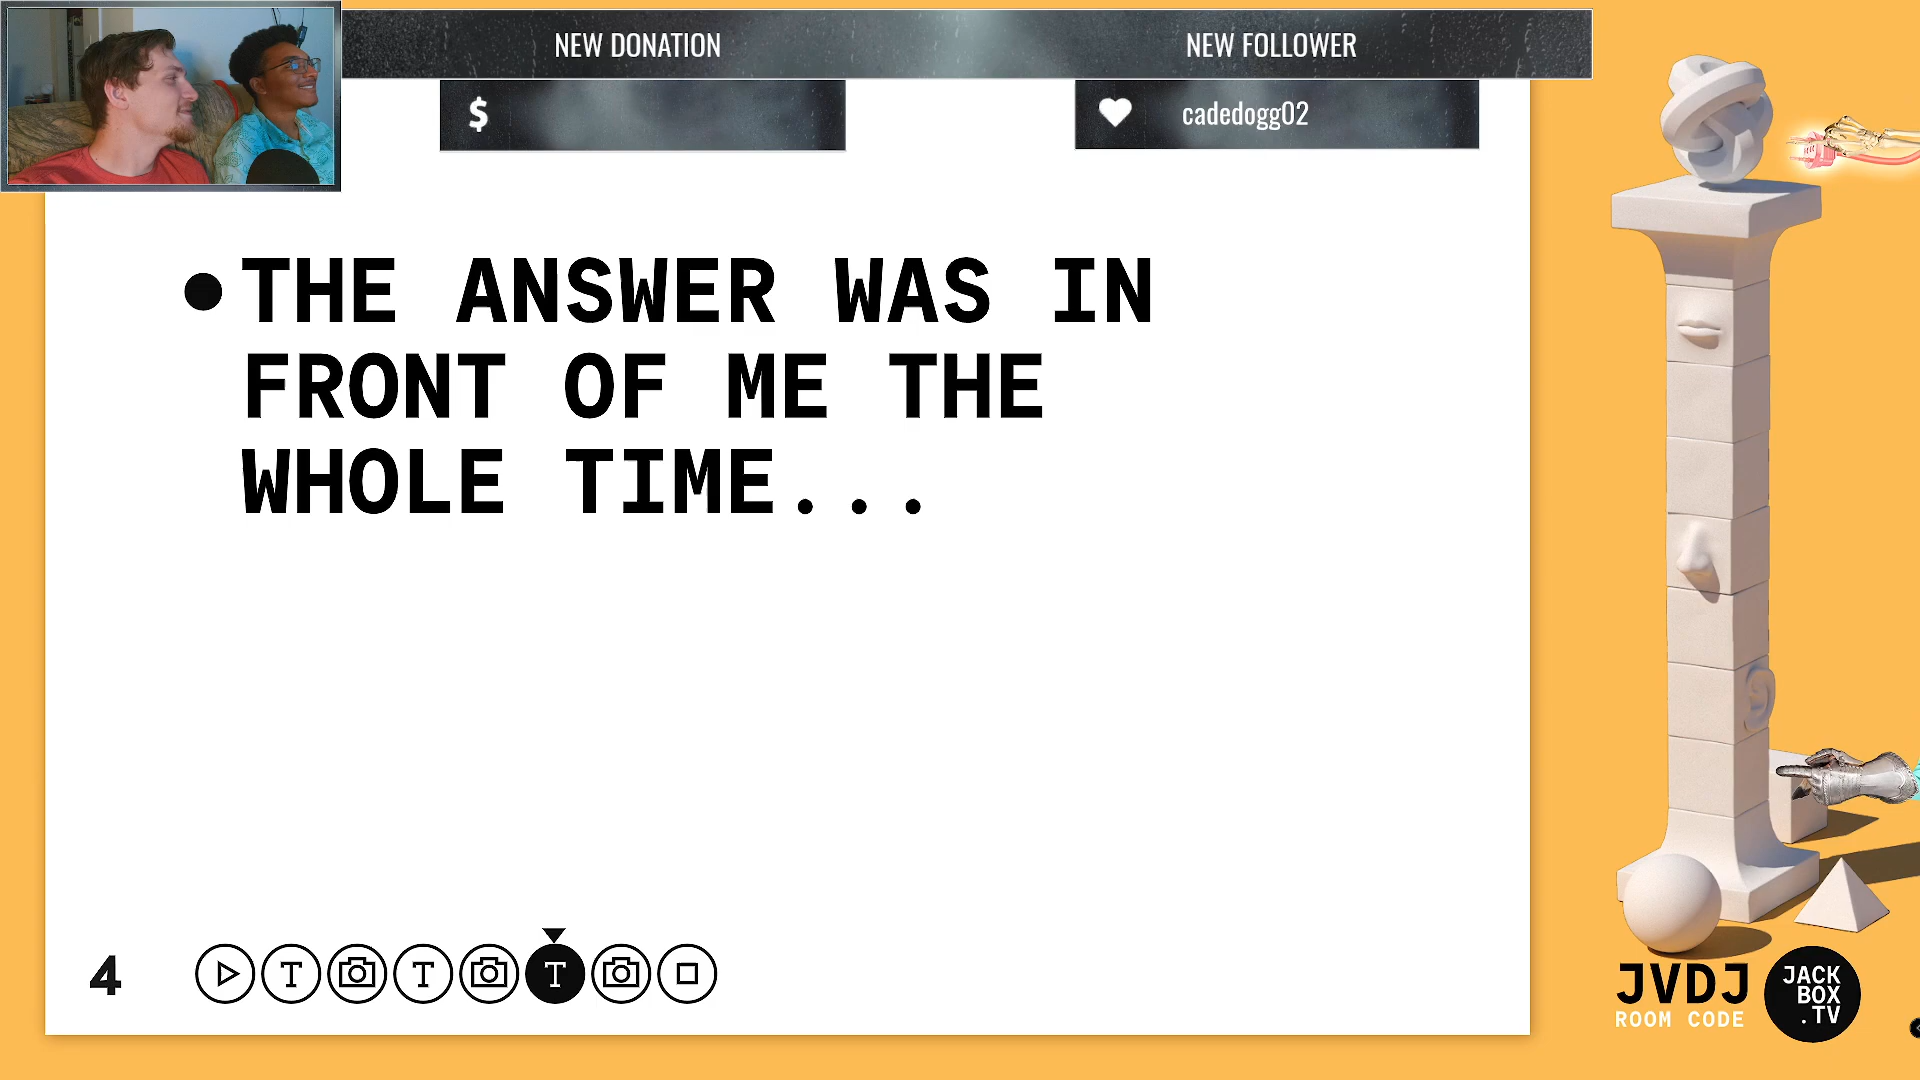 NEW DONATION
NEW FOLLOWER
$
cadedogg02
•THE ANSWER WAS IN
FRONT OF ME THE
WHOLE TIME...
4
T
T
T
JVDJ
ROOM CODE
JACK
BOX
.TV